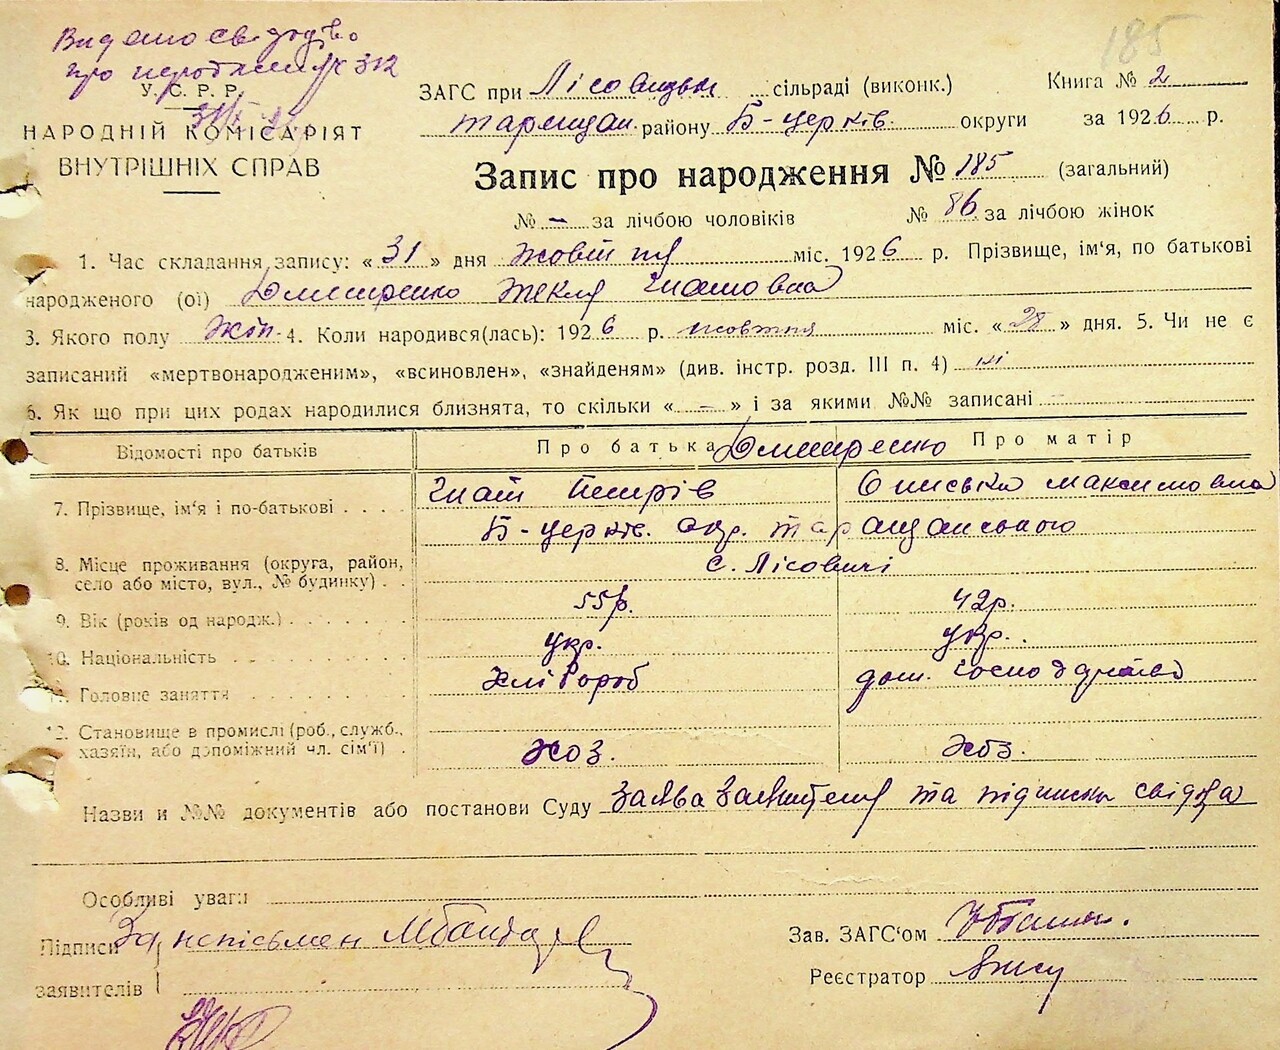 Видано свідоцтво
про народження № 312
185
У. С. Р. Р.
НАРОДНІЙ КОМІСАРІЯТ
ВНУТРІШНІХ СПРАВ
ЗАГС при Лісовицьк сільраді (виконк.) Книга № 2
Таращан. району Б-церків. округи за 1926 р.
Запис про народження № 185 (загальний)
№ – за лічбою чоловіків № 86 за лічбою жінок
1. Час складання запису: «31» дня Жовтня міс. 1926 р. Прізвище, ім‘я, по батькові
народженого (ої) Дмитренко Текля Гнатовна
3. Якого полу жін. 4. Коли народився(лась): 1926 р. жовтня міс. «28» дня. 5. Чи не є
записаний «мертвонародженим», «всиновлен», «знайденям» (див. інстр. розд. III п. 4) ні
6. Як що при цих родах народилися близнята, то скільки « – » і за якими №№ записані
Відомості про батьків Про батька Дмитренко Про матір
7. Прізвище, ім‘я і по-батькові Гнат Петрів Ониська Максимовна
Б-церків. окр. Таращанського
8. Місце проживання (округа, район, с. Лісовичі
село або місто, вул., № будинку)
9. Вік (років од народж.) 55р. 42р.
10. Національність укр. укр.
11. Головне заняття Хлібороб дом. Господарство
12. Становище в промислі (роб., служб.,
хазяїн, або допоміжний чл. сім‘ї) хоз. хоз.
Назви и №№ документів або постанови Суду Заява Заявителя та підписка свідка
Особливі уваги
Підписи За неписьмен
Зав. ЗАГС‘ом
заявителів
Реєстратор